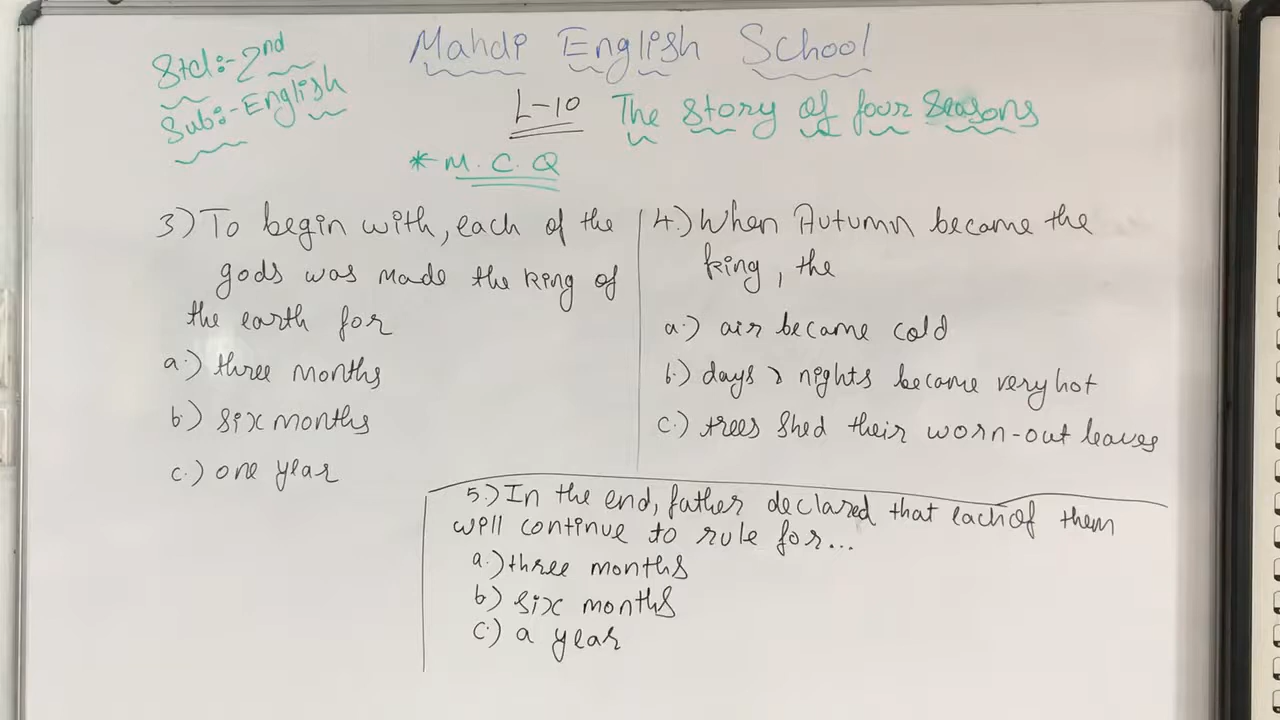 Mahdi English School
Std:-2nd
Sub:-English
L-10 The Story of four Seasons
* M.C.Q
3) To begin with, each of the
gods was made the king of
the earth for
a.) three months
b.) six months
c.) one year
4.) When Autumn became the
king, the
a.) air became cold
b.) days & nights became very hot
c.) trees shed their worn-out leaves
5.) In the end, father declared that each of them
will continue to rule for...
a.) three months
b) six months
c.) a year